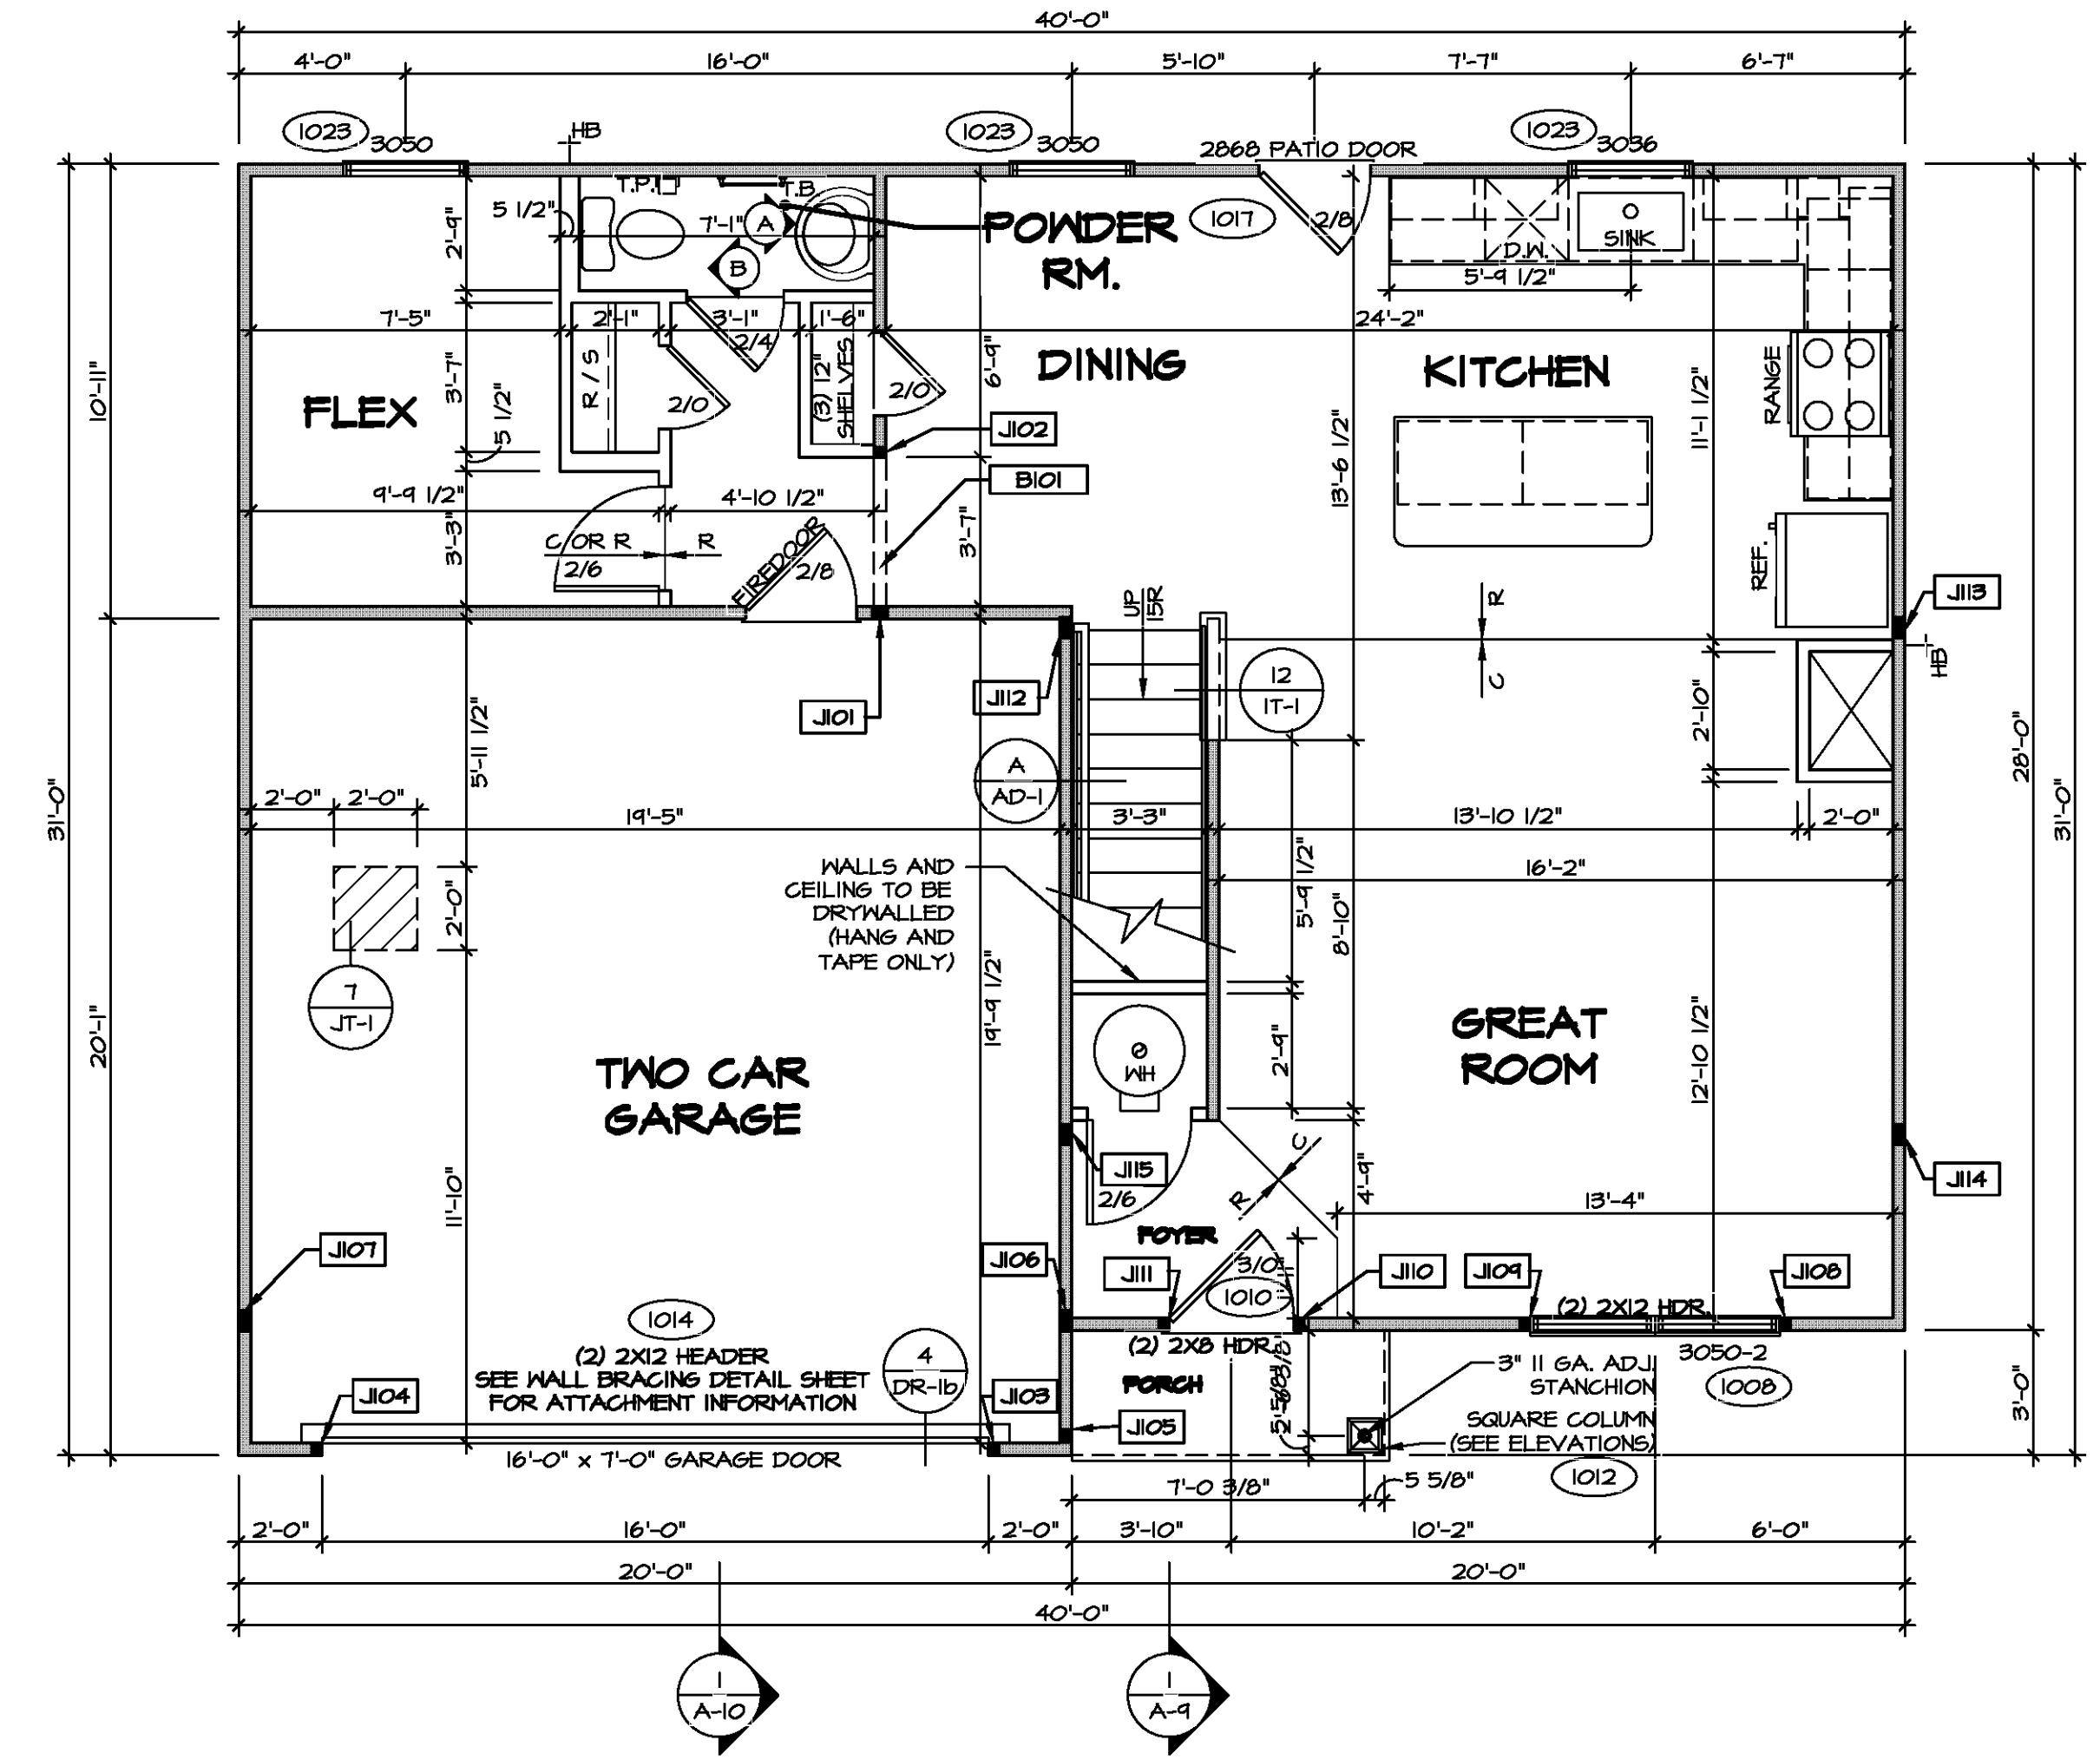 40'-0"
4'-0"
16'-0"
5'-10"
7'-7"
6'-7"
1023
3050
HB
1023
3050
2868 PATIO DOOR
1023
3036
T.P.
T.B
5 1/2"
7'-1"
A
B
POWDER
RM.
1017
2/8
D.W.
SINK
5'-9 1/2"
2'-9"
7'-5"
2'-1"
3'-1"
1'-6"
24'-2"
2/4
10'-11"
FLEX
3'-7"
5 1/2"
R / S
2/0
(3) 12"
SHELVES
2/0
6'-9"
DINING
KITCHEN
RANGE
11'-1 1/2"
13'-6 1/2"
J102
B101
9'-9 1/2"
4'-10 1/2"
3'-3"
C OR R
R
2/6
FIREDOOR
2/8
3'-7"
REF.
UP
15R
R
C
J113
HB
J112
J101
12
1T-1
A
AD-1
5'-11 1/2"
2'-10"
28'-0"
31'-0"
31'-0"
2'-0"
2'-0"
19'-5"
3'-3"
13'-10 1/2"
2'-0"
16'-2"
WALLS AND
CEILING TO BE
DRYWALLED
(HANG AND
TAPE ONLY)
2'-0"
5'-9 1/2"
8'-10"
7
JT-1
19'-9 1/2"
20'-1"
TWO CAR
GARAGE
WH
2'-9"
GREAT
ROOM
12'-10 1/2"
11'-10"
J115
2/6
C
R
4'-9"
13'-4"
J114
FOYER
J107
J106
J111
3/0
1010
J110
J109
J108
(2) 2X12 HDR.
1014
(2) 2X12 HEADER
SEE WALL BRACING DETAIL SHEET
FOR ATTACHMENT INFORMATION
4
DR-1b
(2) 2X8 HDR.
PORCH
3050-2
1008
3" 11 GA. ADJ.
STANCHION
SQUARE COLUMN
(SEE ELEVATIONS)
1012
3'-0"
J104
J103
J105
5 5/8"
16'-0" x 7'-0" GARAGE DOOR
7'-0 3/8"
5 5/8"
2'-0"
16'-0"
2'-0"
3'-10"
10'-2"
6'-0"
20'-0"
20'-0"
40'-0"
1
A-10
1
A-9